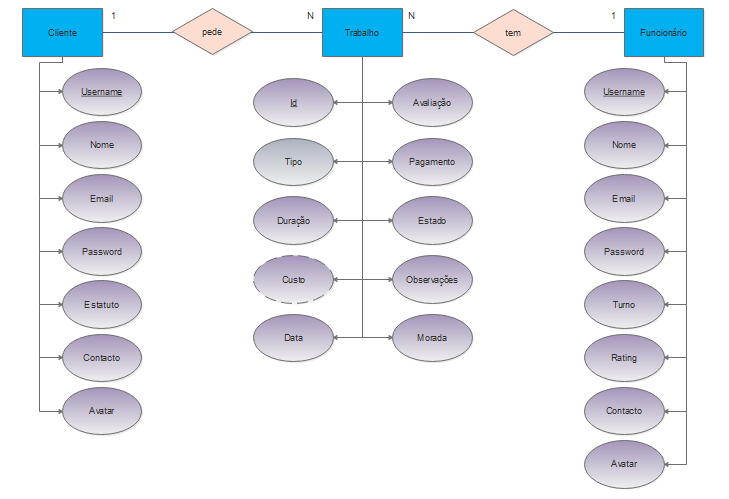 Cliente
1
pede
N
Trabalho
N
tem
1
Funcionário
Username
Nome
Email
Password
Estatuto
Contacto
Avatar
Id
Avaliação
Tipo
Pagamento
Duração
Estado
Custo
Observações
Data
Morada
Username
Nome
Email
Password
Turno
Rating
Contacto
Avatar